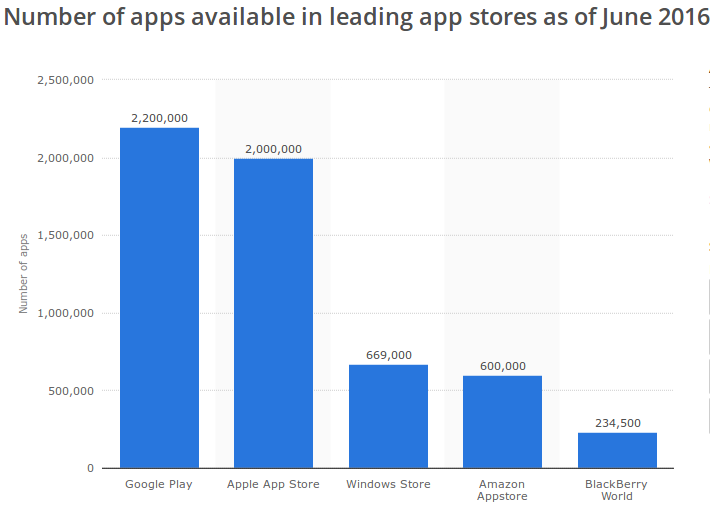 Number of apps available in leading app stores as of June 2016
2,500,000
2,200,000
2,000,000
2,000,000
1,500,000
Number of apps
1,000,000
669,000
600,000
500,000
234,500
0
Google Play
Apple App Store
Windows Store
Amazon
Appstore
BlackBerry
World